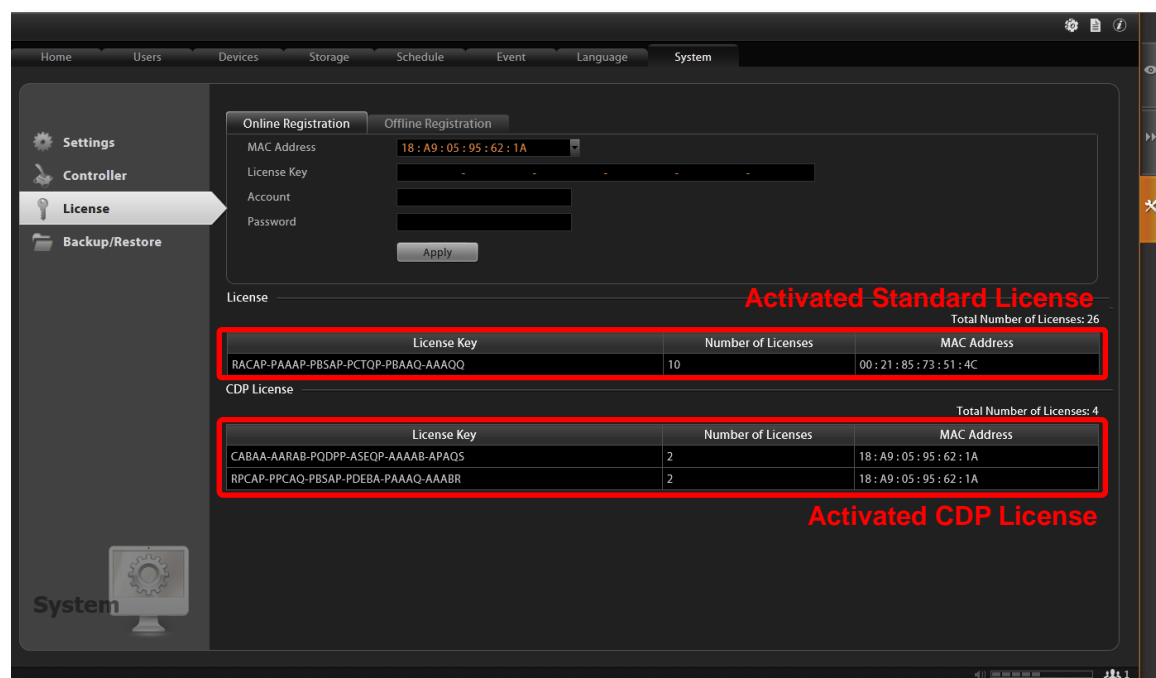 Home Users Devices Storage Schedule Event Language System
Online Registration Offline Registration
Settings
Controller
License
Backup/Restore
MAC Address 18 : A9 : 05 : 95 : 62 : 1A
License Key - - - - -
Account
Password
Apply
Activated Standard License
License
Total Number of Licenses: 26
License Key Number of Licenses MAC Address
RACAP-PAAAP-PBSAP-PCTQP-PBAAQ-AAAQQ 10 00 : 21 : 85 : 73 : 51 : 4C
CDP License
Total Number of Licenses: 4
License Key Number of Licenses MAC Address
CABAA-AARAB-PQDPP-ASEQP-AAAAB-APAQS 2 18 : A9 : 05 : 95 : 62 : 1A
RPCAP-PPCAQ-PBSAP-PDEBA-PAAAQ-AAABR 2 18 : A9 : 05 : 95 : 62 : 1A
Activated CDP License
System
1